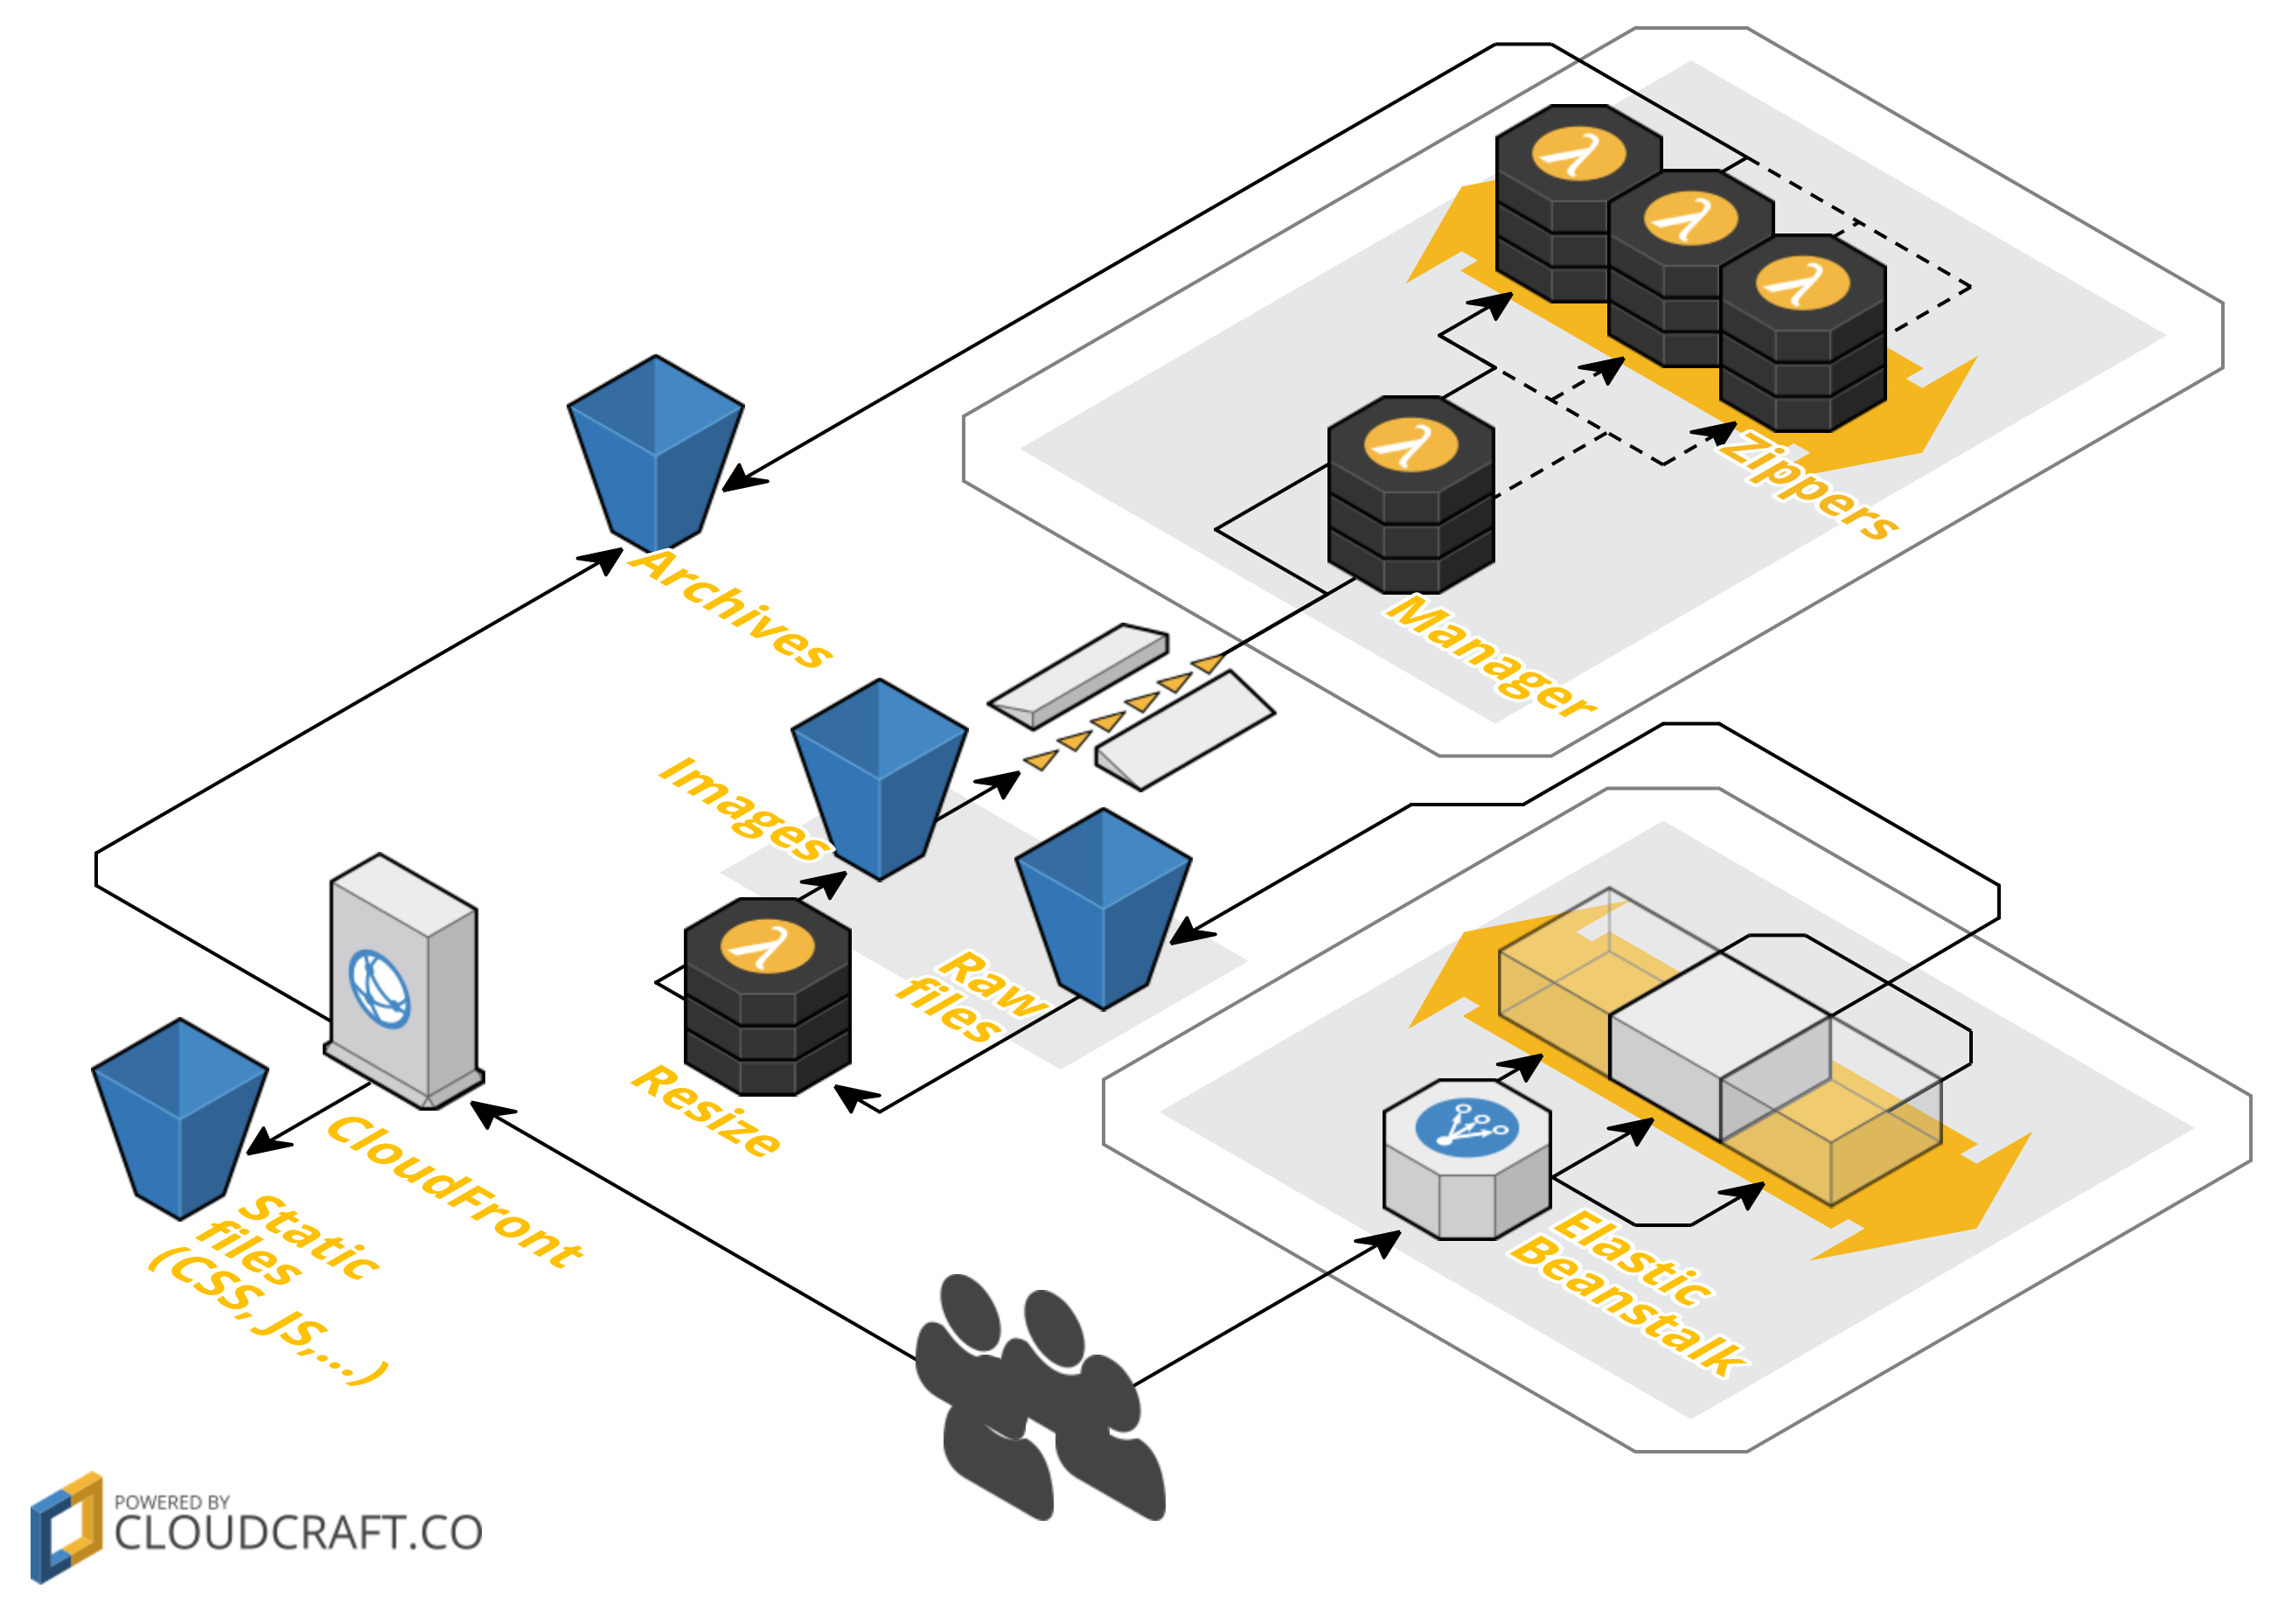 Zippers
Archives
Manager
Images
Raw
files
Resize
CloudFront
Static
files
(CSS, JS,...)
Elastic
Beanstalk
POWERED BY
CLOUDCRAFT.CO